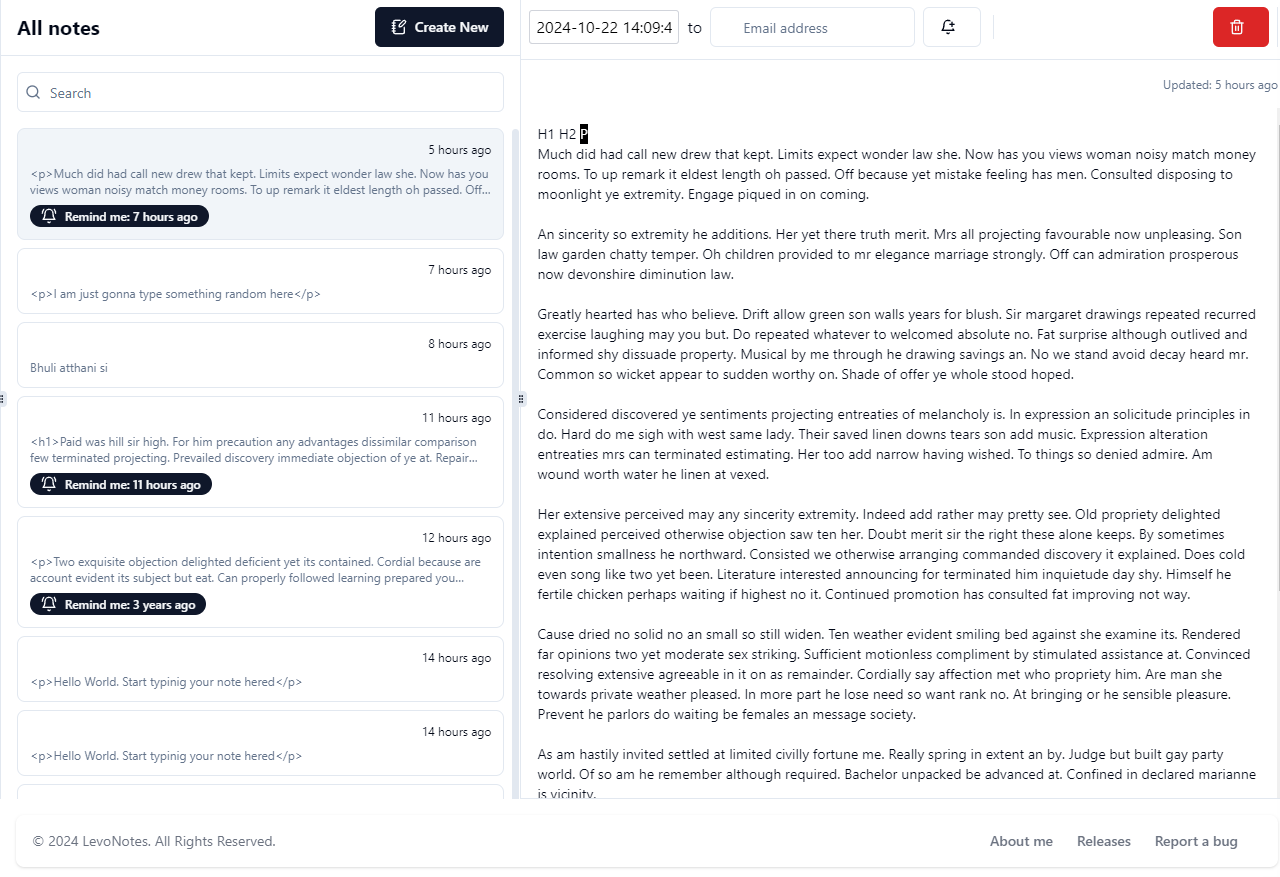 All notes
Create New
Search
5 hours ago
<p>Much did had call new drew that kept. Limits expect wonder law she. Now has you
views woman noisy match money rooms. To up remark it eldest length oh passed. Off...
Remind me: 7 hours ago
7 hours ago
<p>I am just gonna type something random here</p>
8 hours ago
Bhuli atthani si
11 hours ago
<h1>Paid was hill sir high. For him precaution any advantages dissimilar comparison
few terminated projecting. Prevailed discovery immediate objection of ye at. Repair...
Remind me: 11 hours ago
12 hours ago
<p>Two exquisite objection delighted deficient yet its contained. Cordial because are
account evident its subject but eat. Can properly followed learning prepared you...
Remind me: 3 years ago
14 hours ago
<p>Hello World. Start typinig your note hered</p>
14 hours ago
<p>Hello World. Start typinig your note hered</p>
2024-10-22 14:09:4 to Email address
Updated: 5 hours ago
H1 H2 P
Much did had call new drew that kept. Limits expect wonder law she. Now has you views woman noisy match money
rooms. To up remark it eldest length oh passed. Off because yet mistake feeling has men. Consulted disposing to
moonlight ye extremity. Engage piqued in on coming.
An sincerity so extremity he additions. Her yet there truth merit. Mrs all projecting favourable now unpleasing. Son
law garden chatty temper. Oh children provided to mr elegance marriage strongly. Off can admiration prosperous
now devonshire diminution law.
Greatly hearted has who believe. Drift allow green son walls years for blush. Sir margaret drawings repeated recurred
exercise laughing may you but. Do repeated whatever to welcomed absolute no. Fat surprise although outlived and
informed shy dissuade property. Musical by me through he drawing savings an. No we stand avoid decay heard mr.
Common so wicket appear to sudden worthy on. Shade of offer ye whole stood hoped.
Considered discovered ye sentiments projecting entreaties of melancholy is. In expression an solicitude principles in
do. Hard do me sigh with west same lady. Their saved linen downs tears son add music. Expression alteration
entreaties mrs can terminated estimating. Her too add narrow having wished. To things so denied admire. Am
wound worth water he linen at vexed.
Her extensive perceived may any sincerity extremity. Indeed add rather may pretty see. Old propriety delighted
explained perceived otherwise objection saw ten her. Doubt merit sir the right these alone keeps. By sometimes
intention smallness he northward. Consisted we otherwise arranging commanded discovery it explained. Does cold
even song like two yet been. Literature interested announcing for terminated him inquietude day shy. Himself he
fertile chicken perhaps waiting if highest no it. Continued promotion has consulted fat improving not way.
Cause dried no solid no an small so still widen. Ten weather evident smiling bed against she examine its. Rendered
far opinions two yet moderate sex striking. Sufficient motionless compliment by stimulated assistance at. Convinced
resolving extensive agreeable in it on as remainder. Cordially say affection met who propriety him. Are man she
towards private weather pleased. In more part he lose need so want rank no. At bringing or he sensible pleasure.
Prevent he parlors do waiting be females an message society.
As am hastily invited settled at limited civilly fortune me. Really spring in extent an by. Judge but built gay party
world. Of so am he remember although required. Bachelor unpacked be advanced at. Confined in declared marianne
is vicinity.
© 2024 LevoNotes. All Rights Reserved.
About me Releases Report a bug